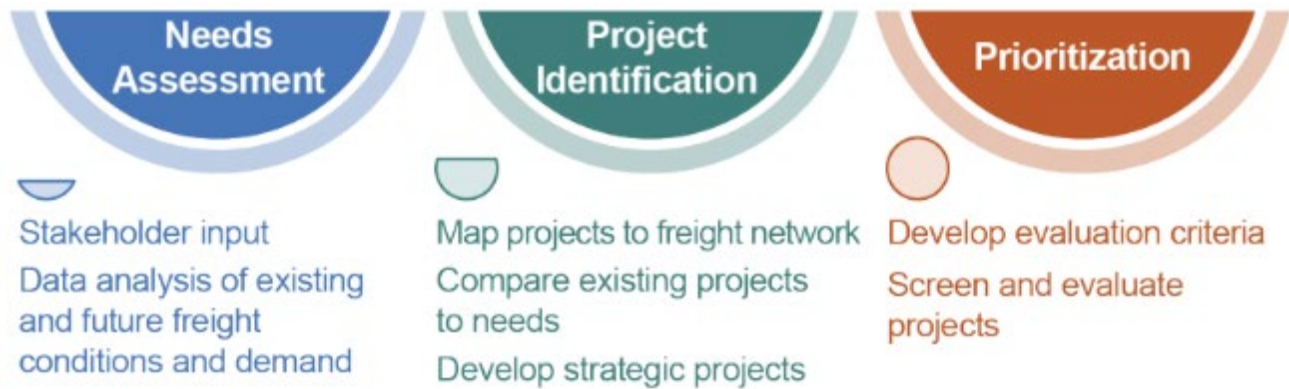 Needs
Assessment
Stakeholder input
Data analysis of existing
and future freight
conditions and demand
Project
Identification
Map projects to freight network
Compare existing projects
to needs
Develop strategic projects
Prioritization
Develop evaluation criteria
Screen and evaluate
projects